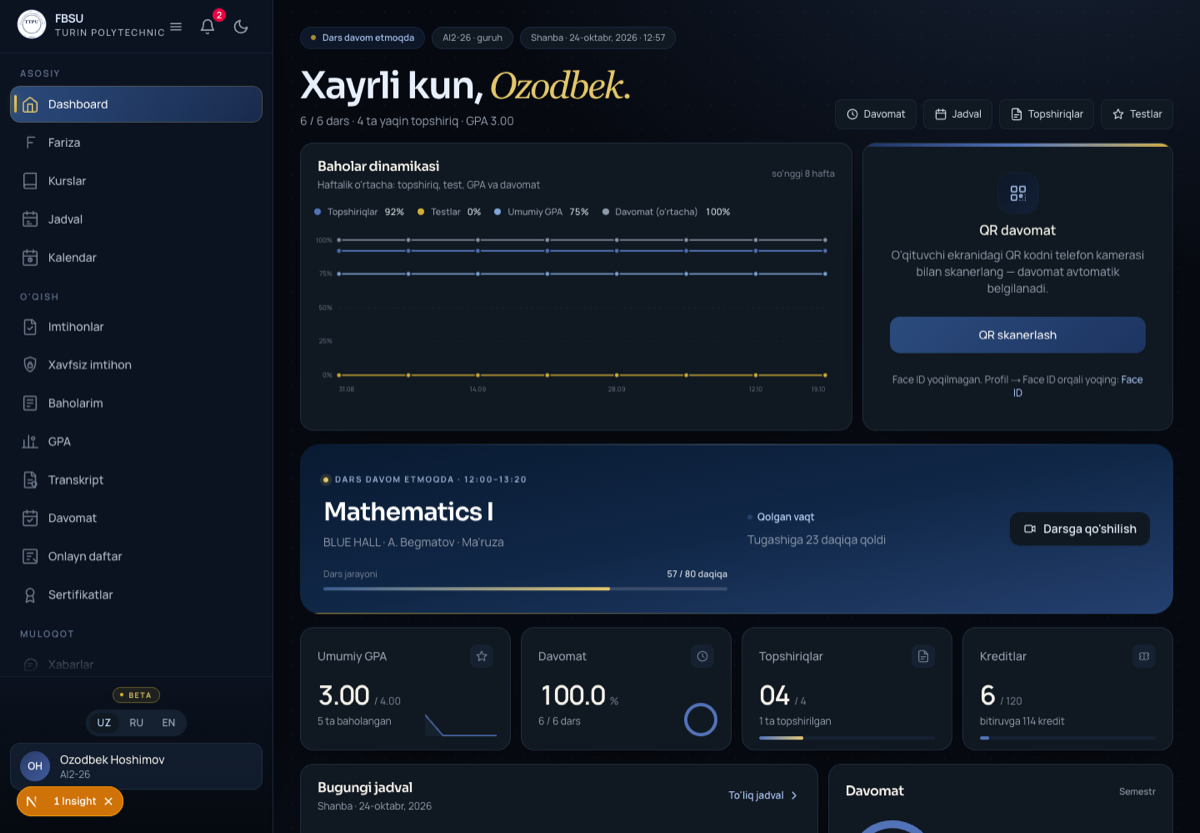 FBSU
TURIN POLYTECHNIC
2
ASOSIY
Dashboard
Fariza
Kurslar
Jadval
Kalendar
O'QISH
Imtihonlar
Xavfsiz imtihon
Baholarim
GPA
Transkript
Davomat
Onlayn daftar
Sertifikatlar
MULOQOT
Xabarlar
BETA
UZ RU EN
OH
Ozodbek Hoshimov
AI2-26
1 Insight
Dars davom etmoqda
AI2-26 · guruh
Shanba · 24-oktabr, 2026 · 12:57
Xayrli kun, Ozodbek.
6 / 6 dars · 4 ta yaqin topshiriq · GPA 3.00
Davomat
Jadval
Topshiriqlar
Testlar
Baholar dinamikasi
Haftalik o'rtacha: topshiriq, test, GPA va davomat
so'nggi 8 hafta
Topshiriqlar 92% Testlar 0% Umumiy GPA 75% Davomat (o'rtacha) 100%
100%
75%
50%
25%
0%
31.08 14.09 28.09 12.10 19.10
QR davomat
O'qituvchi ekranidagi QR kodni telefon kamerasi
bilan skanerlang — davomat avtomatik
belgilanadi.
QR skanerlash
Face ID yoqilmagan. Profil → Face ID orqali yoqing: Face
ID
DARS DAVOM ETMOQDA · 12:00–13:20
Mathematics I
BLUE HALL · A. Begmatov · Ma'ruza
Dars jarayoni 57 / 80 daqiqa
Qolgan vaqt
Tugashiga 23 daqiqa qoldi
Darsga qo'shilish
Umumiy GPA
3.00 / 4.00
5 ta baholangan
Davomat
100.0 %
6 / 6 dars
Topshiriqlar
04 / 4
1 ta topshirilgan
Kreditlar
6 / 120
bitiruvga 114 kredit
Bugungi jadval
Shanba · 24-oktabr, 2026
To'liq jadval
Davomat
Semestr